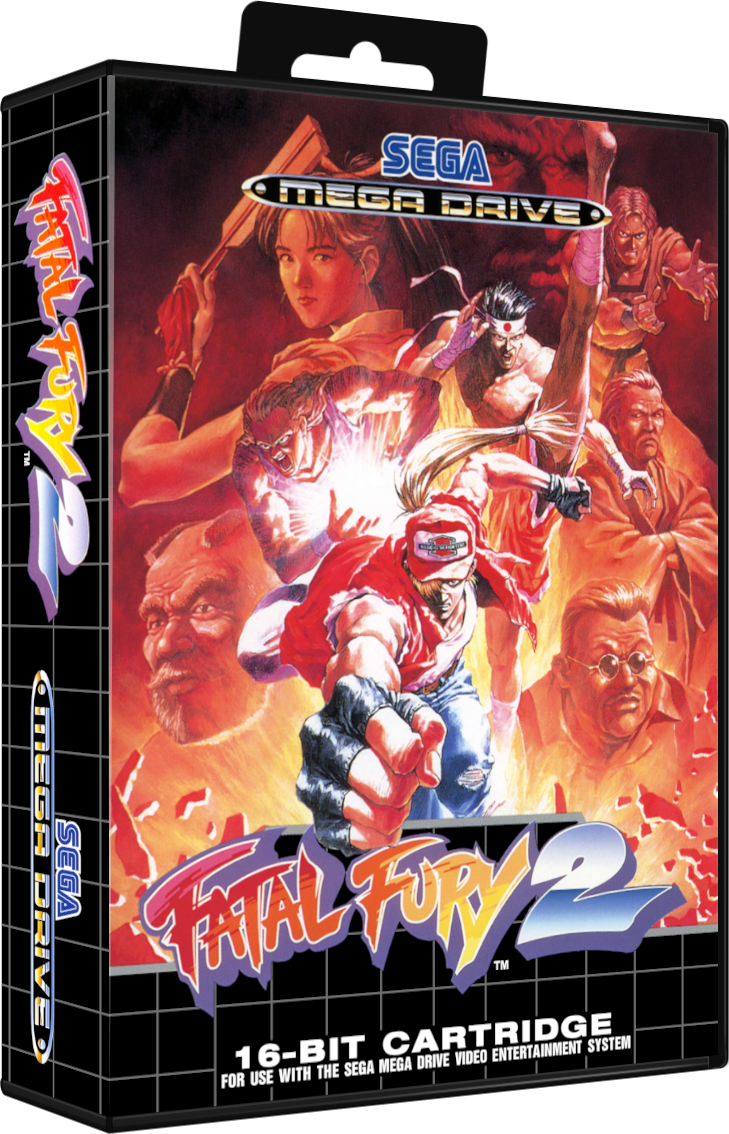 SEGA
MEGA DRIVE
FATAL FURY 2
TM
SEGA
MEGA DRIVE
FATAL FURY 2
TM
16-BIT CARTRIDGE
FOR USE WITH THE SEGA MEGA DRIVE VIDEO ENTERTAINMENT SYSTEM